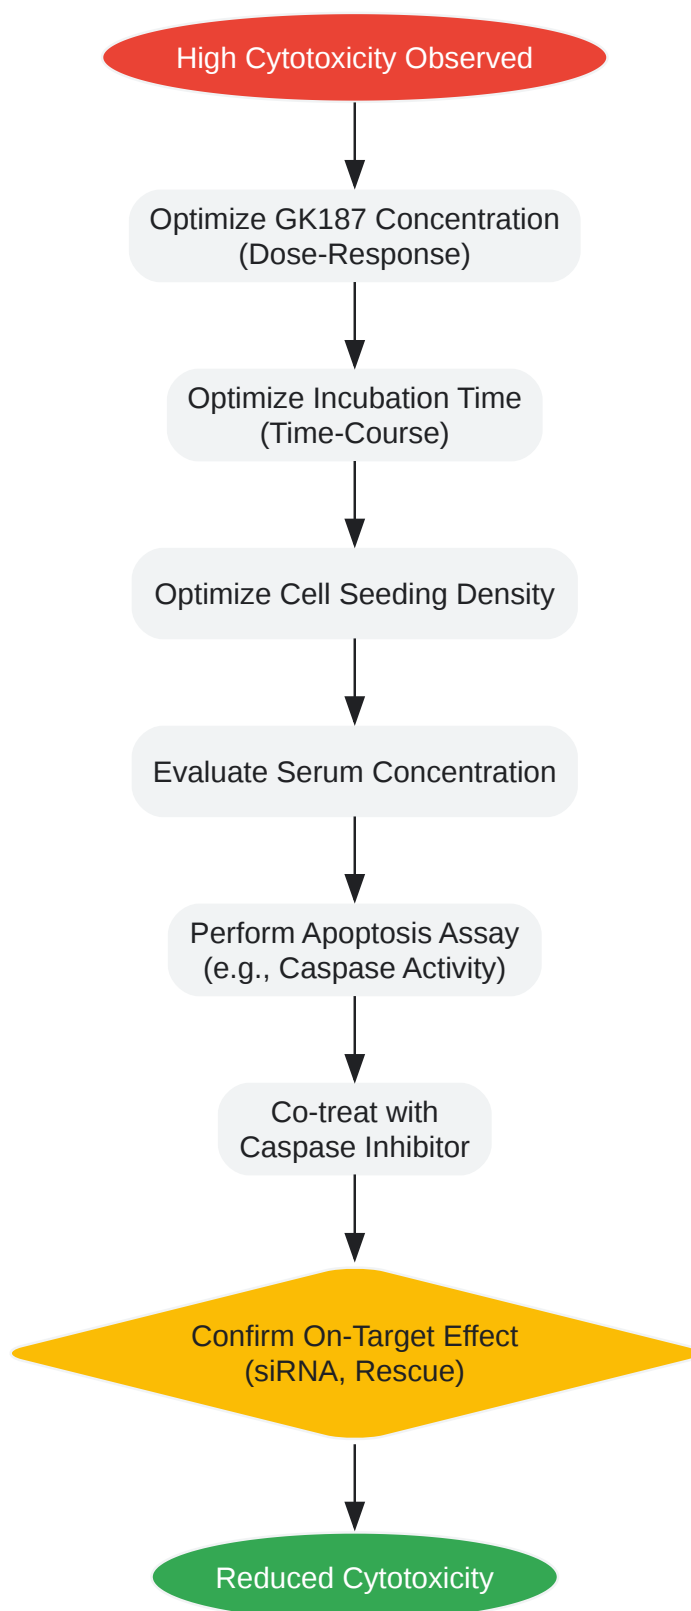 High Cytotoxicity Observed
Optimize GK187 Concentration
(Dose-Response)
Optimize Incubation Time
(Time-Course)
Optimize Cell Seeding Density
Evaluate Serum Concentration
Perform Apoptosis Assay
(e.g., Caspase Activity)
Co-treat with
Caspase Inhibitor
Confirm On-Target Effect
(siRNA, Rescue)
Reduced Cytotoxicity